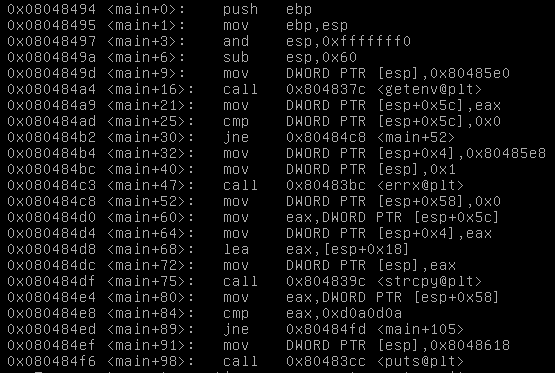 0x08048494 <main+0>: push ebp
0x08048495 <main+1>: mov ebp,esp
0x08048497 <main+3>: and esp,0xfffffff0
0x0804849a <main+6>: sub esp,0x60
0x0804849d <main+9>: mov DWORD PTR [esp],0x80485e0
0x080484a4 <main+16>: call 0x804837c <getenv@plt>
0x080484a9 <main+21>: mov DWORD PTR [esp+0x5c],eax
0x080484ad <main+25>: cmp DWORD PTR [esp+0x5c],0x0
0x080484b2 <main+30>: jne 0x80484c8 <main+52>
0x080484b4 <main+32>: mov DWORD PTR [esp+0x4],0x80485e8
0x080484bc <main+40>: mov DWORD PTR [esp],0x1
0x080484c3 <main+47>: call 0x80483bc <errx@plt>
0x080484c8 <main+52>: mov DWORD PTR [esp+0x58],0x0
0x080484d0 <main+60>: mov eax,DWORD PTR [esp+0x5c]
0x080484d4 <main+64>: mov DWORD PTR [esp+0x4],eax
0x080484d8 <main+68>: lea eax,[esp+0x18]
0x080484dc <main+72>: mov DWORD PTR [esp],eax
0x080484df <main+75>: call 0x804839c <strcpy@plt>
0x080484e4 <main+80>: mov eax,DWORD PTR [esp+0x58]
0x080484e8 <main+84>: cmp eax,0xd0a0d0a
0x080484ed <main+89>: jne 0x80484fd <main+105>
0x080484ef <main+91>: mov DWORD PTR [esp],0x8048618
0x080484f6 <main+98>: call 0x80483cc <puts@plt>